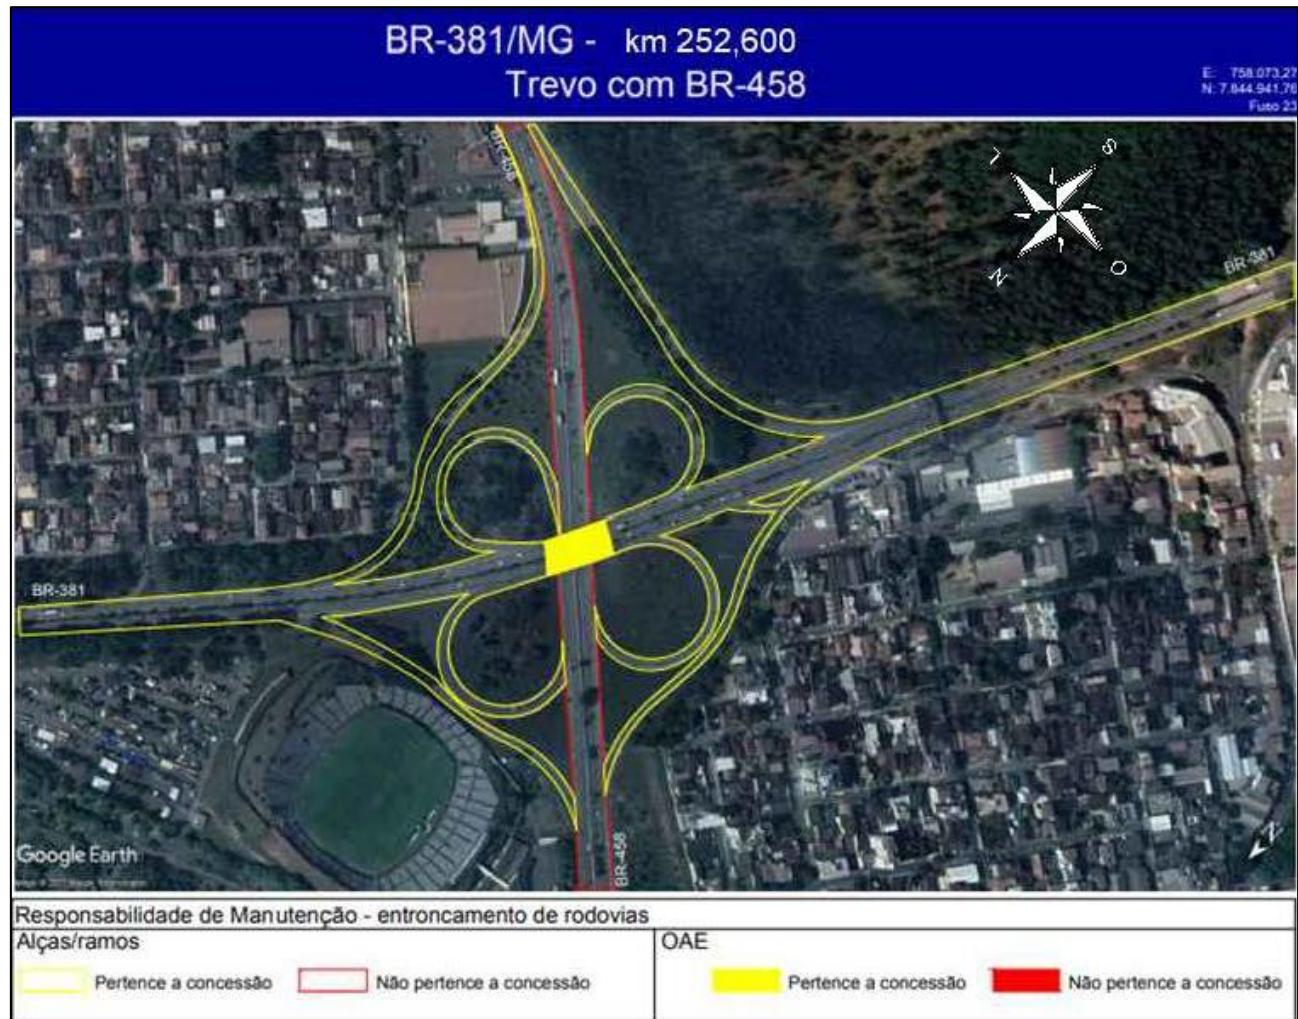 BR-381/MG - km 252,600
Trevo com BR-458
E: 758.073,27
N: 7.844.941,76
Fuso 23
BR-458
L
S
N
O
BR-381
BR-381
BR-458
N
Google Earth
Responsabilidade de Manutenção - entroncamento de rodovias
Alças/ramos
OAE
Pertence a concessão
Não pertence a concessão
Pertence a concessão
Não pertence a concessão